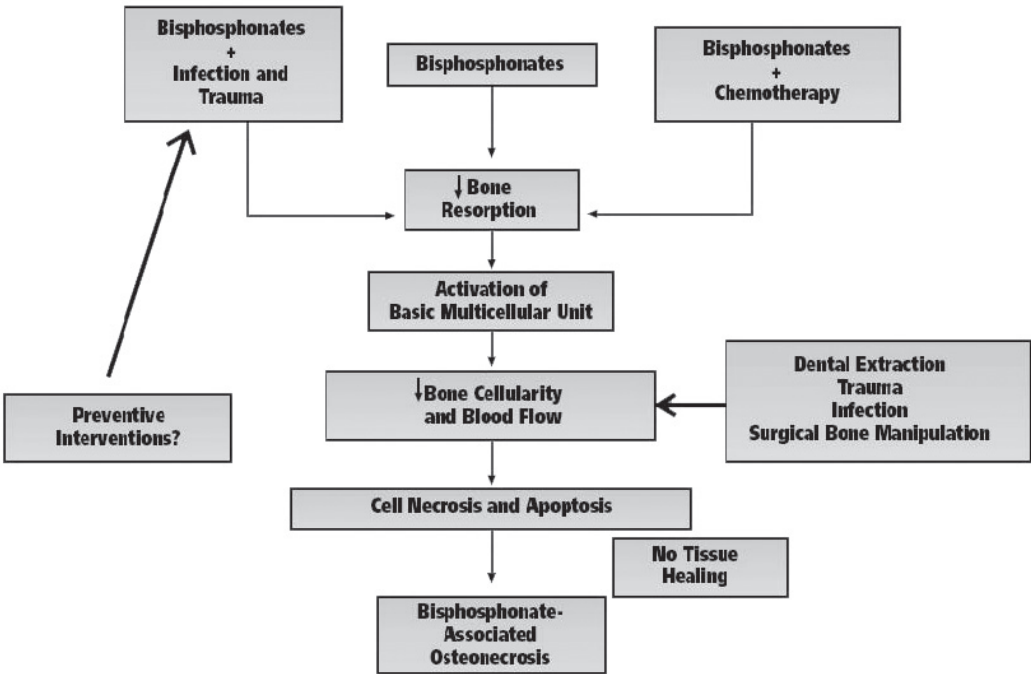 Bisphosphonates
+
Infection and
Trauma
Bisphosphonates
Bisphosphonates
+
Chemotherapy
↓Bone
Resorption
Activation of
Basic Multicellular Unit
↓Bone Cellularity
and Blood Flow
Dental Extraction
Trauma
Infection
Surgical Bone Manipulation
Preventive
Interventions?
Cell Necrosis and Apoptosis
No Tissue
Healing
Bisphosphonate-
Associated
Osteonecrosis